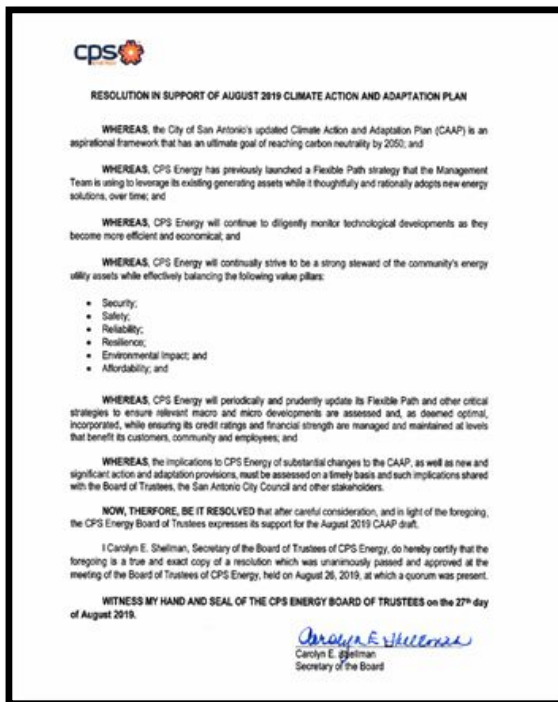 cps
ENERGY
RESOLUTION IN SUPPORT OF AUGUST 2019 CLIMATE ACTION AND ADAPTATION PLAN
WHEREAS, the City of San Antonio's updated Climate Action and Adaptation Plan (CAAP) is an
aspirational framework that has an ultimate goal of reaching carbon neutrality by 2050; and
WHEREAS, CPS Energy has previously launched a Flexible Path strategy that the Management
Team is using to leverage its existing generating assets while it thoughtfully and rationally adopts new energy
solutions, over time; and
WHEREAS, CPS Energy will continue to diligently monitor technological developments as they
become more efficient and economical; and
WHEREAS, CPS Energy will continually strive to be a strong steward of the community's energy
utility assets while effectively balancing the following value pillars:
• Security;
• Safety;
• Reliability;
• Resilience;
• Environmental Impact; and
• Affordability; and
WHEREAS, CPS Energy will periodically and prudently update its Flexible Path and other critical
strategies to ensure relevant macro and micro developments are assessed and, as deemed optimal,
incorporated, while ensuring its credit ratings and financial strength are managed and maintained at levels
that benefit its customers, community and employees; and
WHEREAS, the implications to CPS Energy of substantial changes to the CAAP, as well as new and
significant action and adaptation provisions, must be assessed on a timely basis and such implications shared
with the Board of Trustees, the San Antonio City Council and other stakeholders.
NOW, THERFORE, BE IT RESOLVED that after careful consideration, and in light of the foregoing,
the CPS Energy Board of Trustees expresses its support for the August 2019 CAAP draft.
I Carolyn E. Shellman, Secretary of the Board of Trustees of CPS Energy, do hereby certify that the
foregoing is a true and exact copy of a resolution which was unanimously passed and approved at the
meeting of the Board of Trustees of CPS Energy, held on August 26, 2019, at which a quorum was present.
WITNESS MY HAND AND SEAL OF THE CPS ENERGY BOARD OF TRUSTEES on the 27th day
of August 2019.
Carolyn E Shellman
Carolyn E. Shellman
Secretary of the Board